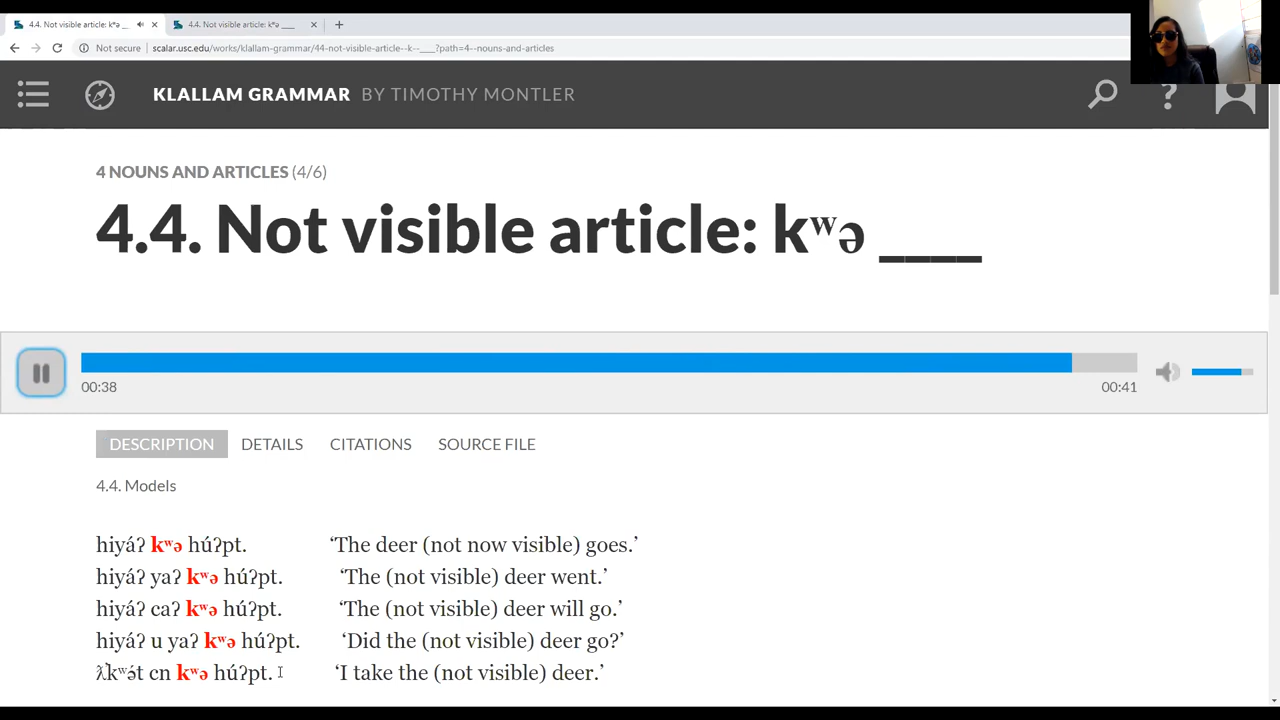 4.4. Not visible article: kʷə __
4.4. Not visible article: kʷə ____
Not secure | scalar.usc.edu/works/klallam-grammar/44-not-visible-article--k--___?path=4--nouns-and-articles
KLALLAM GRAMMAR BY TIMOTHY MONTLER
4 NOUNS AND ARTICLES (4/6)
4.4. Not visible article: kʷə ____
00:38 00:41
DESCRIPTION DETAILS CITATIONS SOURCE FILE
4.4. Models
hiyáʔ kʷə húʔpt. ‘The deer (not now visible) goes.’
hiyáʔ yaʔ kʷə húʔpt. ‘The (not visible) deer went.’
hiyáʔ caʔ kʷə húʔpt. ‘The (not visible) deer will go.’
hiyáʔ u yaʔ kʷə húʔpt. ‘Did the (not visible) deer go?’
ƛ̕kʷə́t cn kʷə húʔpt. ‘I take the (not visible) deer.’